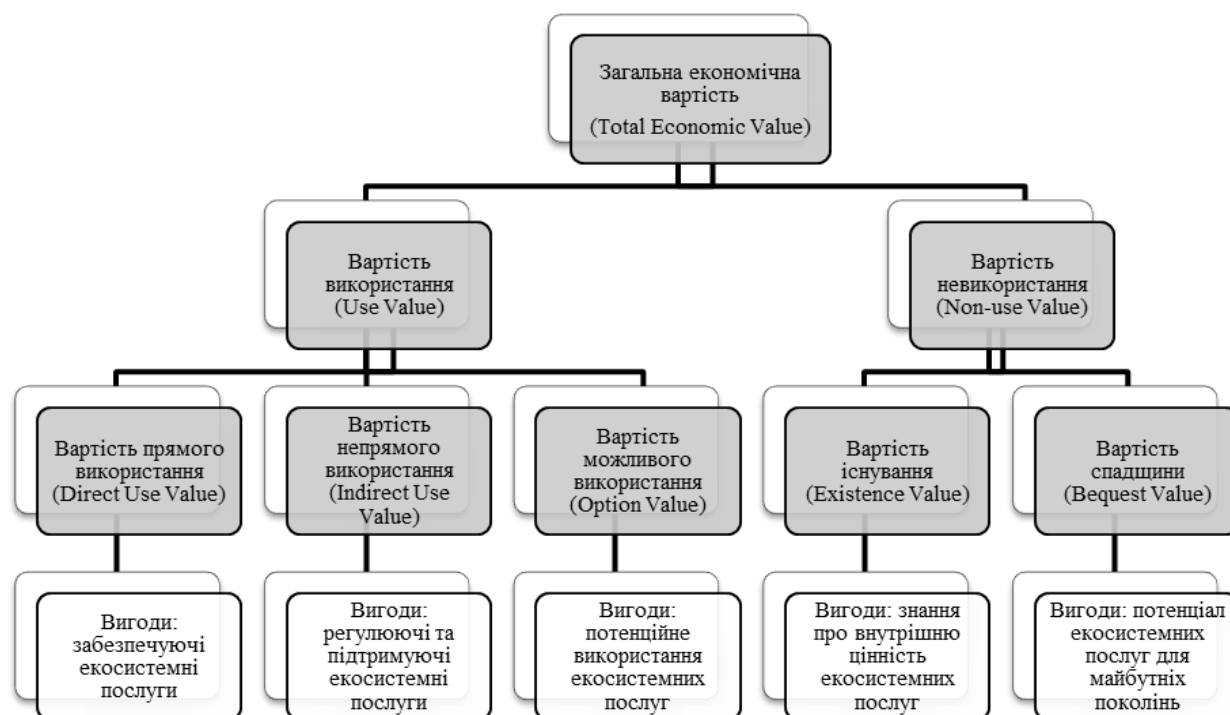 Загальна економічна
вартість
(Total Economic Value)
Вартість
використання
(Use Value)
Вартість
невикористання
(Non-use Value)
Вартість прямого
використання
(Direct Use Value)
Вартість
непрямого
використання
(Indirect Use
Value)
Вартість
можливого
використання
(Option Value)
Вартість
існування
(Existence Value)
Вартість
спадщини
(Bequest Value)
Вигоди:
забезпечуючі
екосистемні
послуги
Вигоди:
регулюючі та
підтримуючі
екосистемні
послуги
Вигоди:
потенційне
використання
екосистемних
послуг
Вигоди: знання
про внутрішню
цінність
екосистемних
послуг
Вигоди: потенціал
екосистемних
послуг для
майбутніх
поколінь